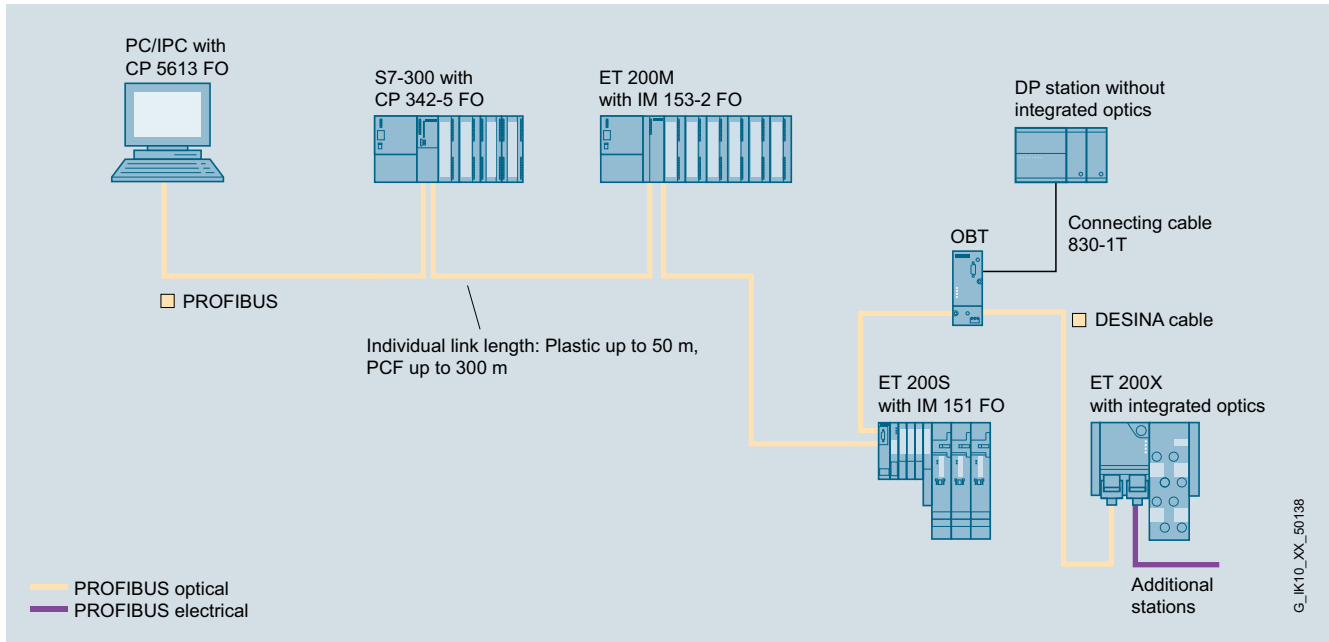 PC/IPC with
CP 5613 FO
S7-300 with
CP 342-5 FO
ET 200M
with IM 153-2 FO
DP station without
integrated optics
Connecting cable
830-1T
OBT
PROFIBUS
DESINA cable
Individual link length: Plastic up to 50 m,
PCF up to 300 m
ET 200S
with IM 151 FO
ET 200X
with integrated optics
PROFIBUS optical
PROFIBUS electrical
Additional
stations
G_IK10_XX_50138